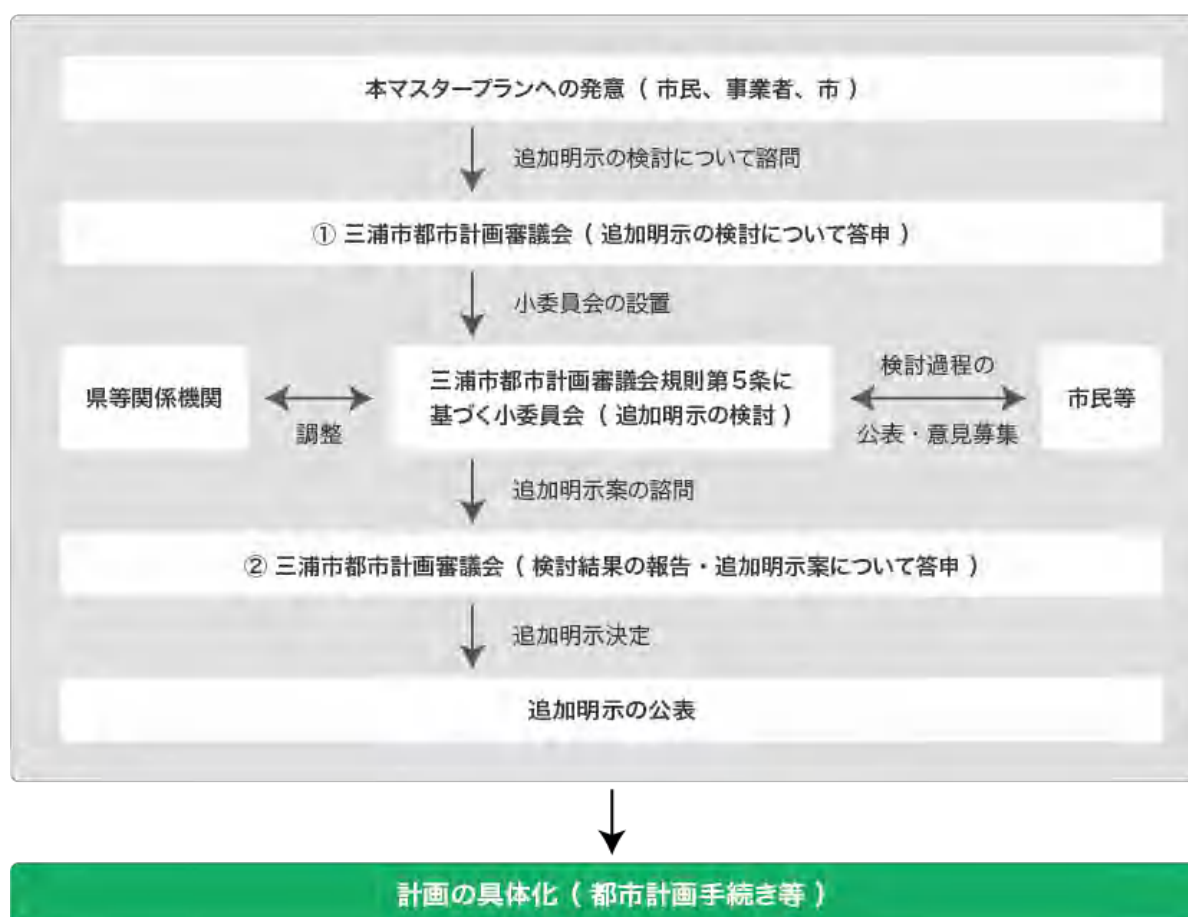 本マスタープランへの発意（ 市民、事業者、市 ）
追加明示の検討について諮問
① 三浦市都市計画審議会（ 追加明示の検討について答申 ）
小委員会の設置
県等関係機関
調整
三浦市都市計画審議会規則第5条に
基づく小委員会（ 追加明示の検討 ）
検討過程の
公表・意見募集
市民等
追加明示案の諮問
② 三浦市都市計画審議会（ 検討結果の報告・追加明示案について答申 ）
追加明示決定
追加明示の公表
計画の具体化（ 都市計画手続き等 ）